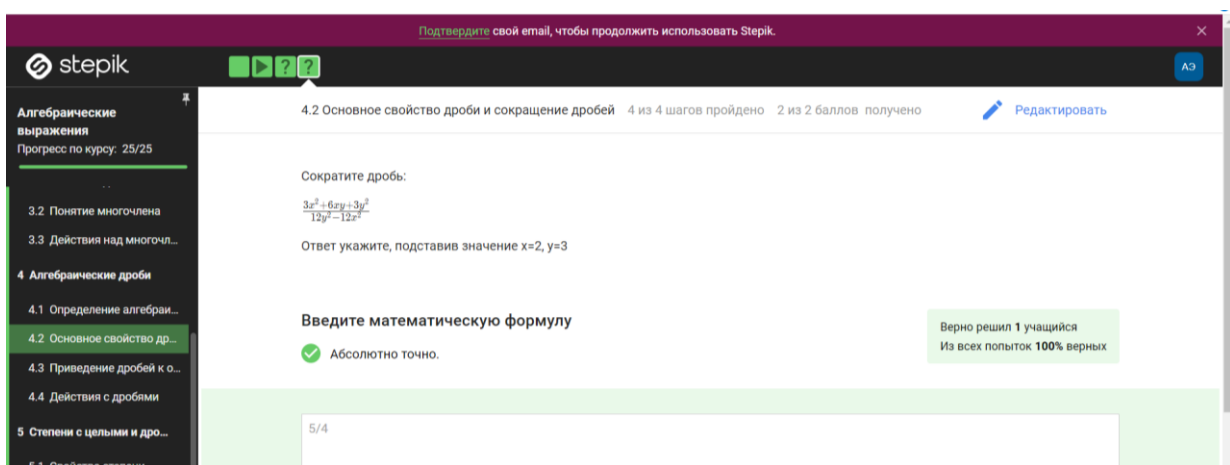 Подтвердите свой email, чтобы продолжить использовать Stepik.
stepik
? ?
АЭ
Алгебраические
выражения
Прогресс по курсу: 25/25
3.2 Понятие многочлена
3.3 Действия над многочл...
4 Алгебраические дроби
4.1 Определение алгебраи...
4.2 Основное свойство др...
4.3 Приведение дробей к о...
4.4 Действия с дробями
5 Степени с целыми и дро...
4.2 Основное свойство дроби и сокращение дробей 4 из 4 шагов пройдено 2 из 2 баллов получено
Редактировать
Сократите дробь:
3x²+6xy+3y²
12y²−12x²
Ответ укажите, подставив значение x=2, y=3
Введите математическую формулу
Абсолютно точно.
Верно решил 1 учащийся
Из всех попыток 100% верных
5/4